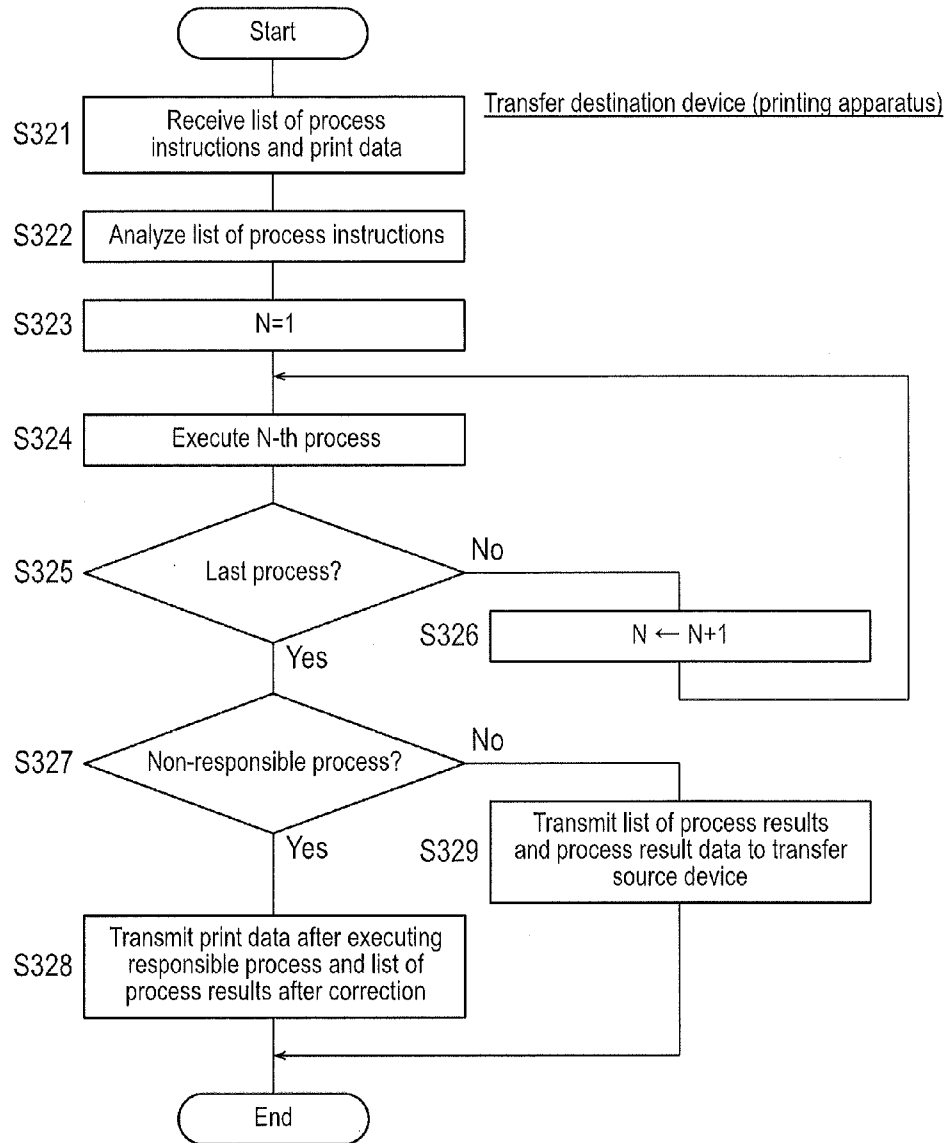 Start
Transfer destination device (printing apparatus)
S321
Receive list of process
instructions and print data
S322
Analyze list of process instructions
S323
N=1
S324
Execute N-th process
S325
Last process?
No
Yes
S326
N ← N+1
S327
Non-responsible process?
No
Yes
S329
Transmit list of process results
and process result data to transfer
source device
S328
Transmit print data after executing
responsible process and list of
process results after correction
End